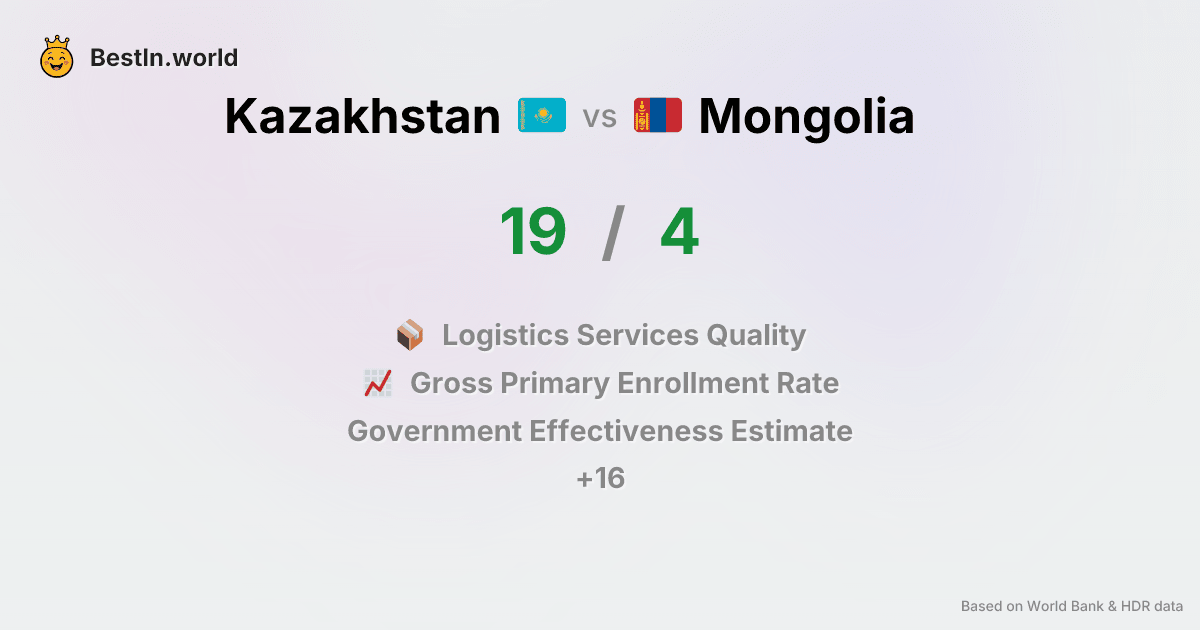 BestIn.world
Kazakhstan vs Mongolia
19 / 4
Logistics Services Quality
Gross Primary Enrollment Rate
Government Effectiveness Estimate
+16
Based on World Bank & HDR data